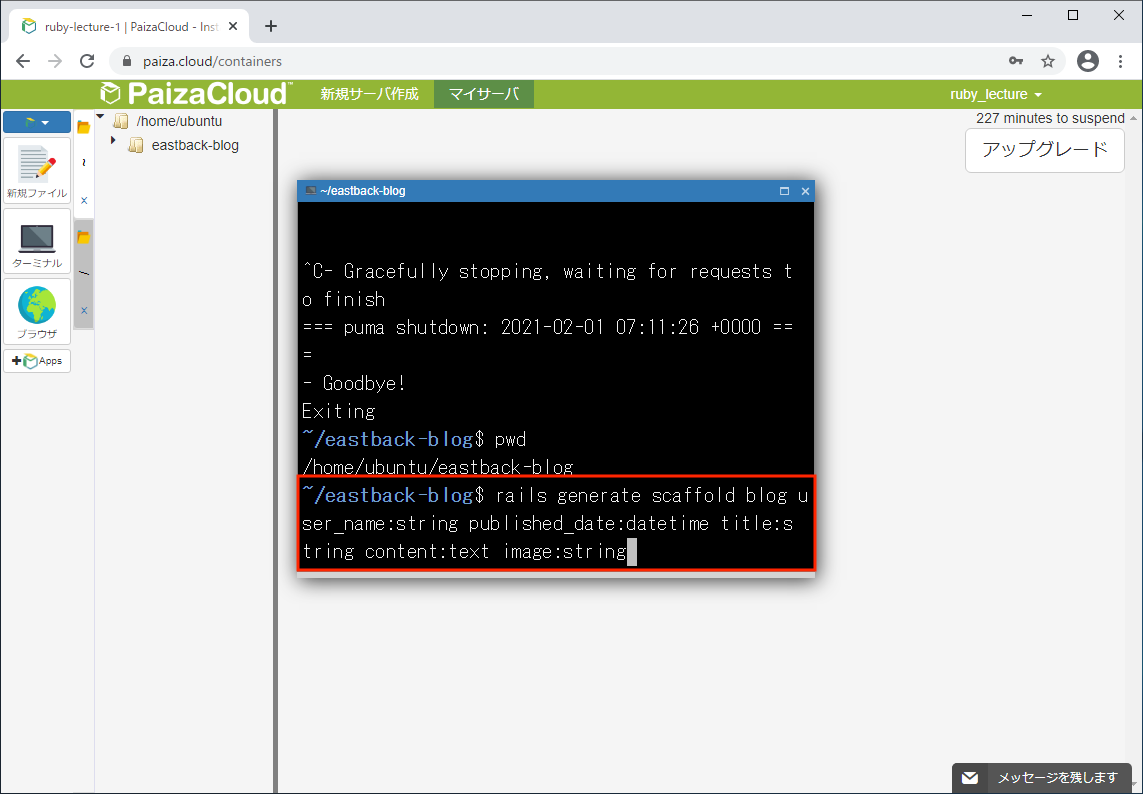 ruby-lecture-1 | PaizaCloud - Inst
paiza.cloud/containers
PaizaCloud
新規サーバ作成
マイサーバ
ruby_lecture
227 minutes to suspend
アップグレード
新規ファイル
ターミナル
ブラウザ
Apps
~
x
/
x
/home/ubuntu
eastback-blog
~/eastback-blog
^C- Gracefully stopping, waiting for requests t
o finish
=== puma shutdown: 2021-02-01 07:11:26 +0000 ==
=
- Goodbye!
Exiting
~/eastback-blog$ pwd
/home/ubuntu/eastback-blog
~/eastback-blog$ rails generate scaffold blog u
ser_name:string published_date:datetime title:s
tring content:text image:string
メッセージを残します